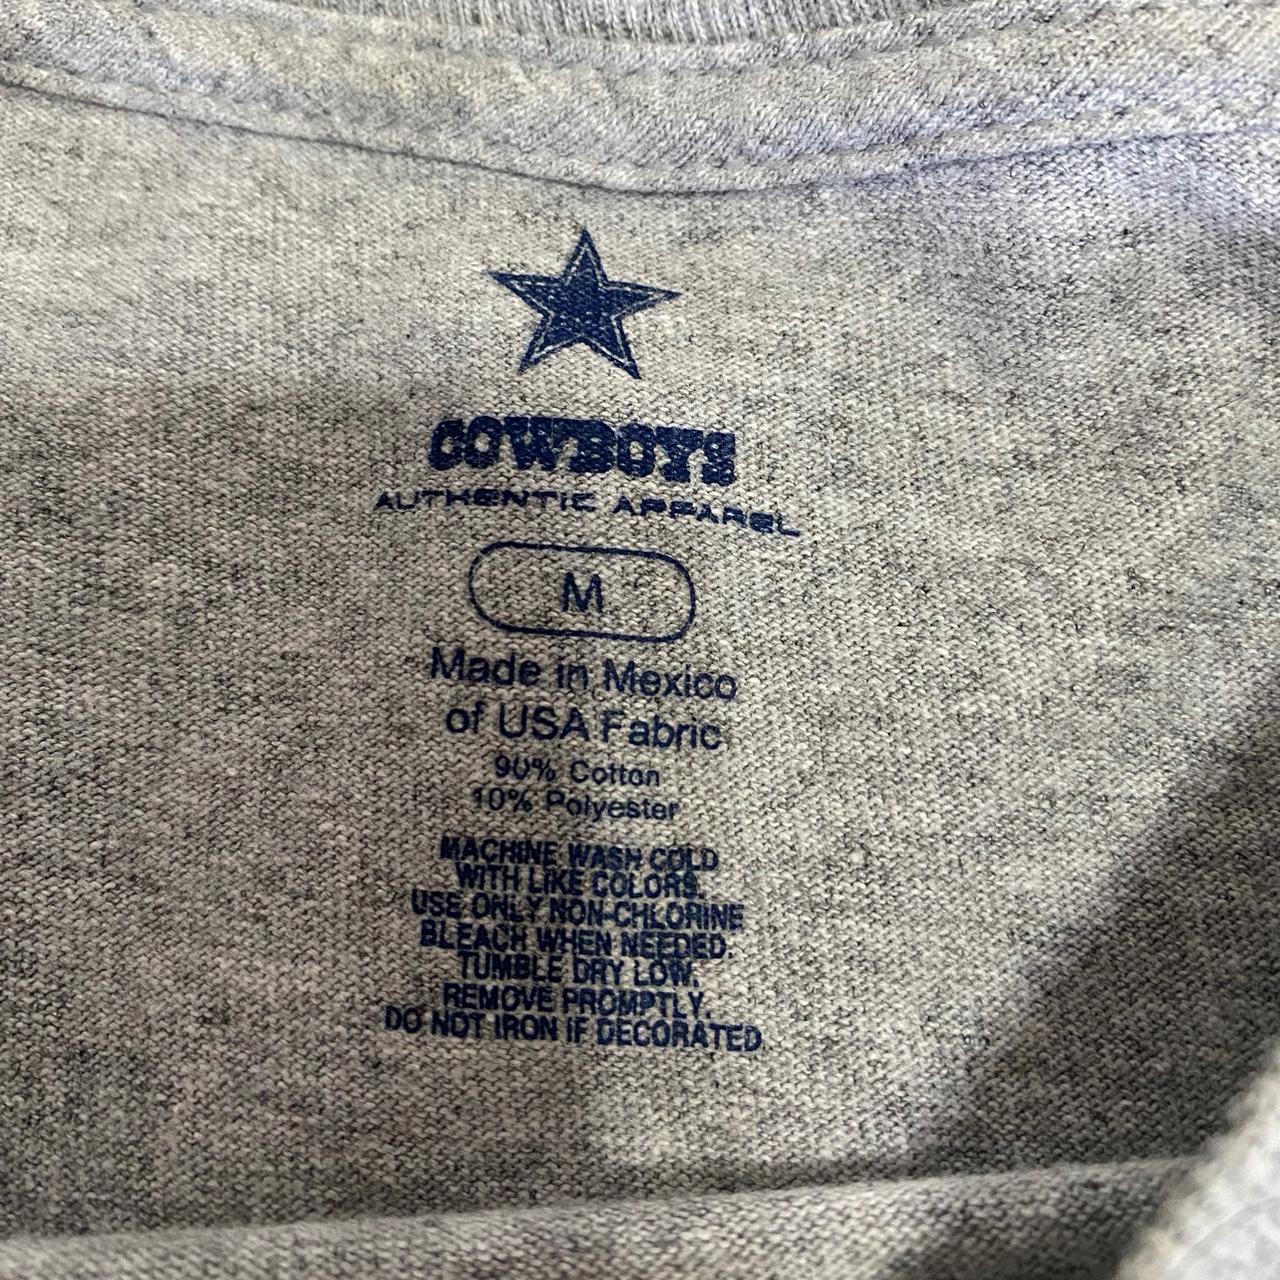 COWBOYS
AUTHENTIC APPAREL
M
Made in Mexico
of USA Fabric
90% Cotton
10% Polyester
MACHINE WASH COLD
WITH LIKE COLORS.
USE ONLY NON-CHLORINE
BLEACH WHEN NEEDED.
TUMBLE DRY LOW.
REMOVE PROMPTLY.
DO NOT IRON IF DECORATED